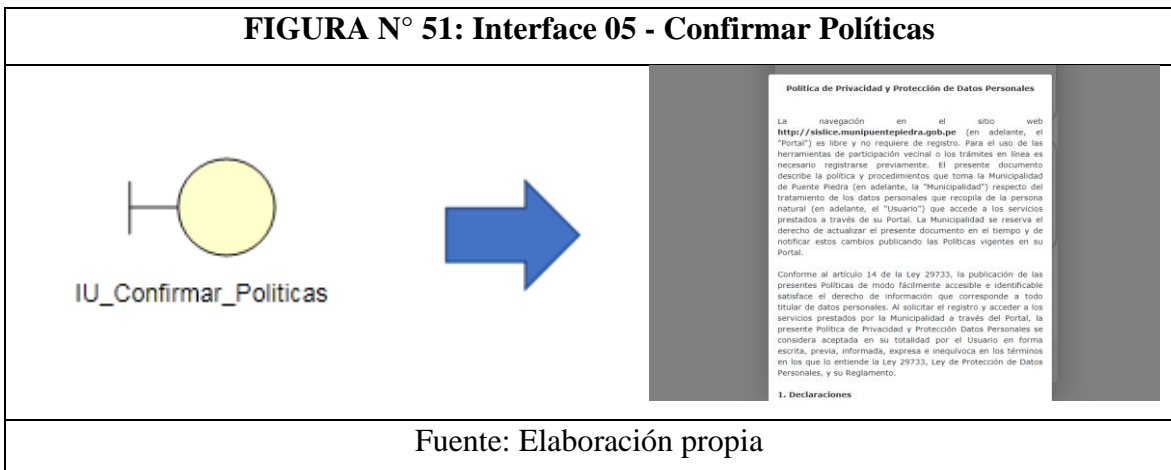 FIGURA N° 51: Interface 05 - Confirmar Políticas
IU_Confirmar_Politicas
Política de Privacidad y Protección de Datos Personales
La navegación en el sitio web
http://sislice.munipuentepiedra.gob.pe (en adelante, el
"Portal") es libre y no requiere de registro. Para el uso de las
herramientas de participación vecinal o los trámites en línea es
necesario registrarse previamente. El presente documento
describe la política y procedimientos que toma la Municipalidad
de Puente Piedra (en adelante, la "Municipalidad") respecto del
tratamiento de los datos personales que recopila de la persona
natural (en adelante, el "Usuario") que accede a los servicios
prestados a través de su Portal. La Municipalidad se reserva el
derecho de actualizar el presente documento en el tiempo y de
notificar estos cambios publicando las Políticas vigentes en su
Portal.
Conforme al artículo 14 de la Ley 29733, la publicación de las
presentes Políticas de modo fácilmente accesible e identificable
satisface el derecho de información que corresponde a todo
titular de datos personales. Al solicitar el registro y acceder a los
servicios prestados por la Municipalidad a través del Portal, la
presente Política de Privacidad y Protección Datos Personales se
considera aceptada en su totalidad por el Usuario en forma
escrita, previa, informada, expresa e inequívoca en los términos
en los que lo entiende la Ley 29733, Ley de Protección de Datos
Personales, y su Reglamento.
1. Declaraciones
Fuente: Elaboración propia